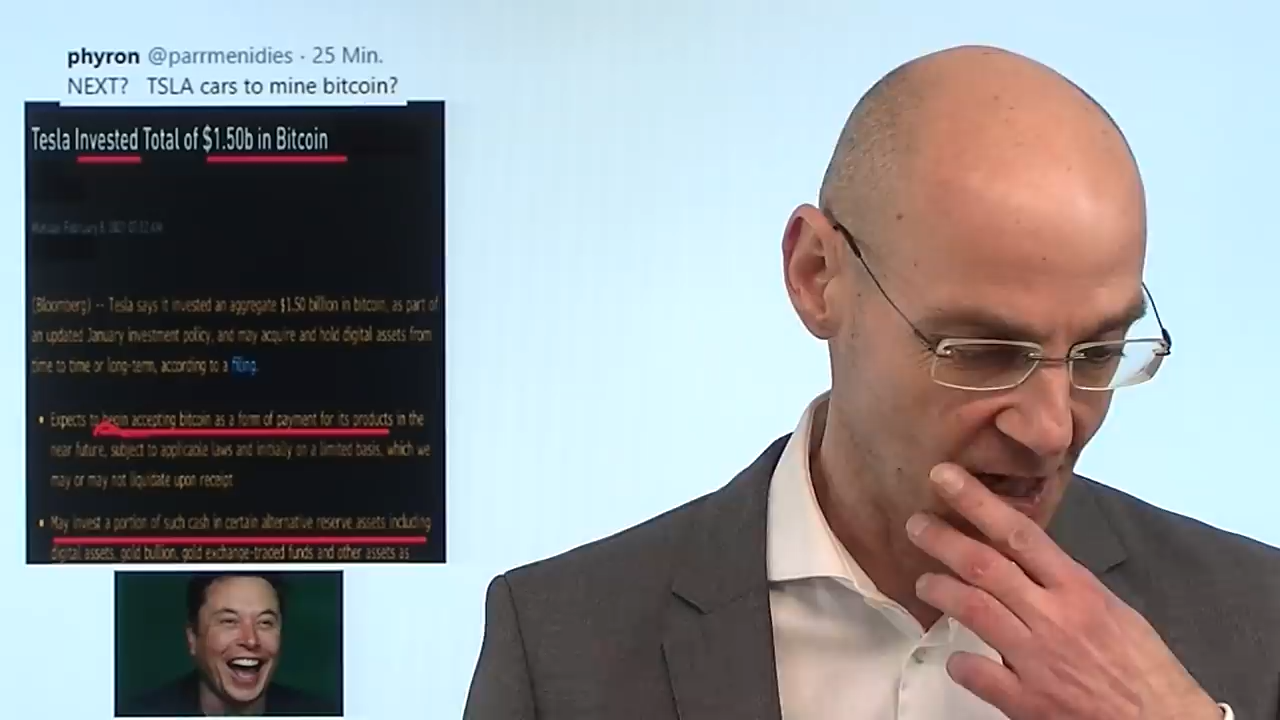 phyron @parrmenidies · 25 Min.
NEXT? TSLA cars to mine bitcoin?
Tesla Invested Total of $1.50b in Bitcoin
(Bloomberg) -- Tesla says it invested an aggregate $1.50 billion in bitcoin, as part of
an updated January investment policy, and may acquire and hold digital assets from
time to time or long-term, according to a filing.
• Expects to begin accepting bitcoin as a form of payment for its products in the
near future, subject to applicable laws and initially on a limited basis, which we
may or may not liquidate upon receipt
• May invest a portion of such cash in certain alternative reserve assets including
digital assets, gold bullion, gold exchange-traded funds and other assets as